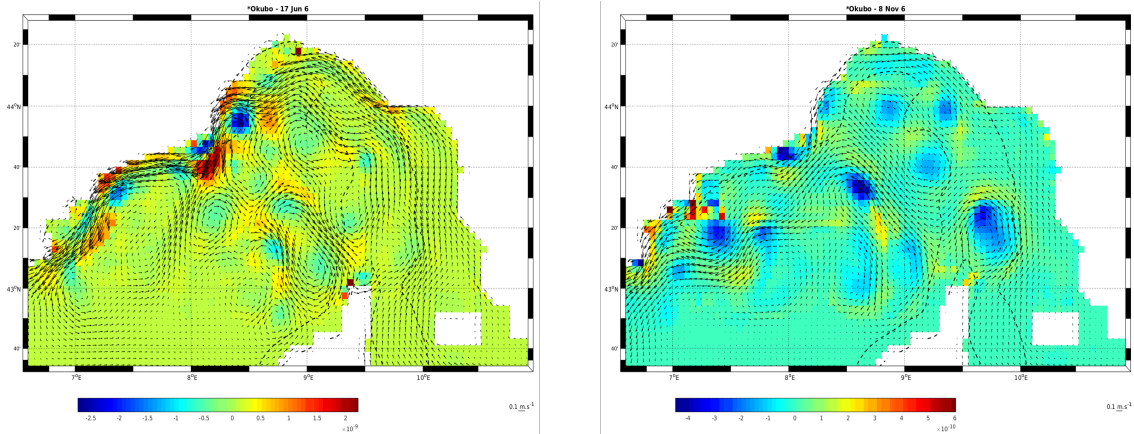 *Okubo - 17 Jun 6
20'
44°N
40'
20'
43°N
40'
7°E
8°E
9°E
10°E
-2.5 -2 -1.5 -1 -0.5 0 0.5 1 1.5 2
×10⁻⁹
0.1 m.s⁻¹
*Okubo - 8 Nov 6
20'
44°N
40'
20'
43°N
40'
7°E
8°E
9°E
10°E
-4 -3 -2 -1 0 1 2 3 4 5 6
×10⁻¹⁰
0.1 m.s⁻¹